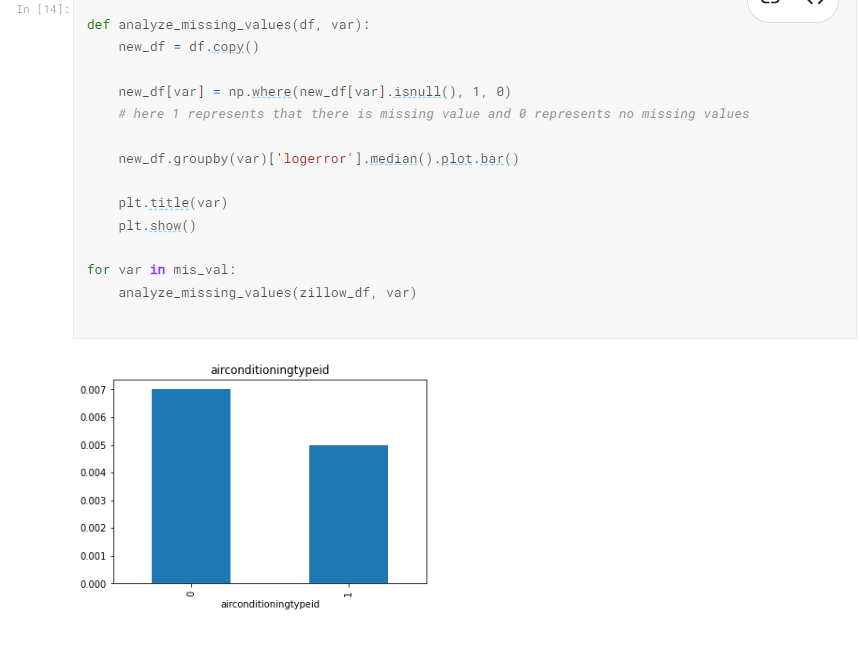 In [14]:
def analyze_missing_values(df, var):
    new_df = df.copy()
    new_df[var] = np.where(new_df[var].isnull(), 1, 0)
    # here 1 represents that there is missing value and 0 represents no missing values
    new_df.groupby(var)['logerror'].median().plot.bar()
    plt.title(var)
    plt.show()
for var in mis_val:
    analyze_missing_values(zillow_df, var)
airconditioningtypeid
0.007
0.006
0.005
0.004
0.003
0.002
0.001
0.000
0 1
airconditioningtypeid